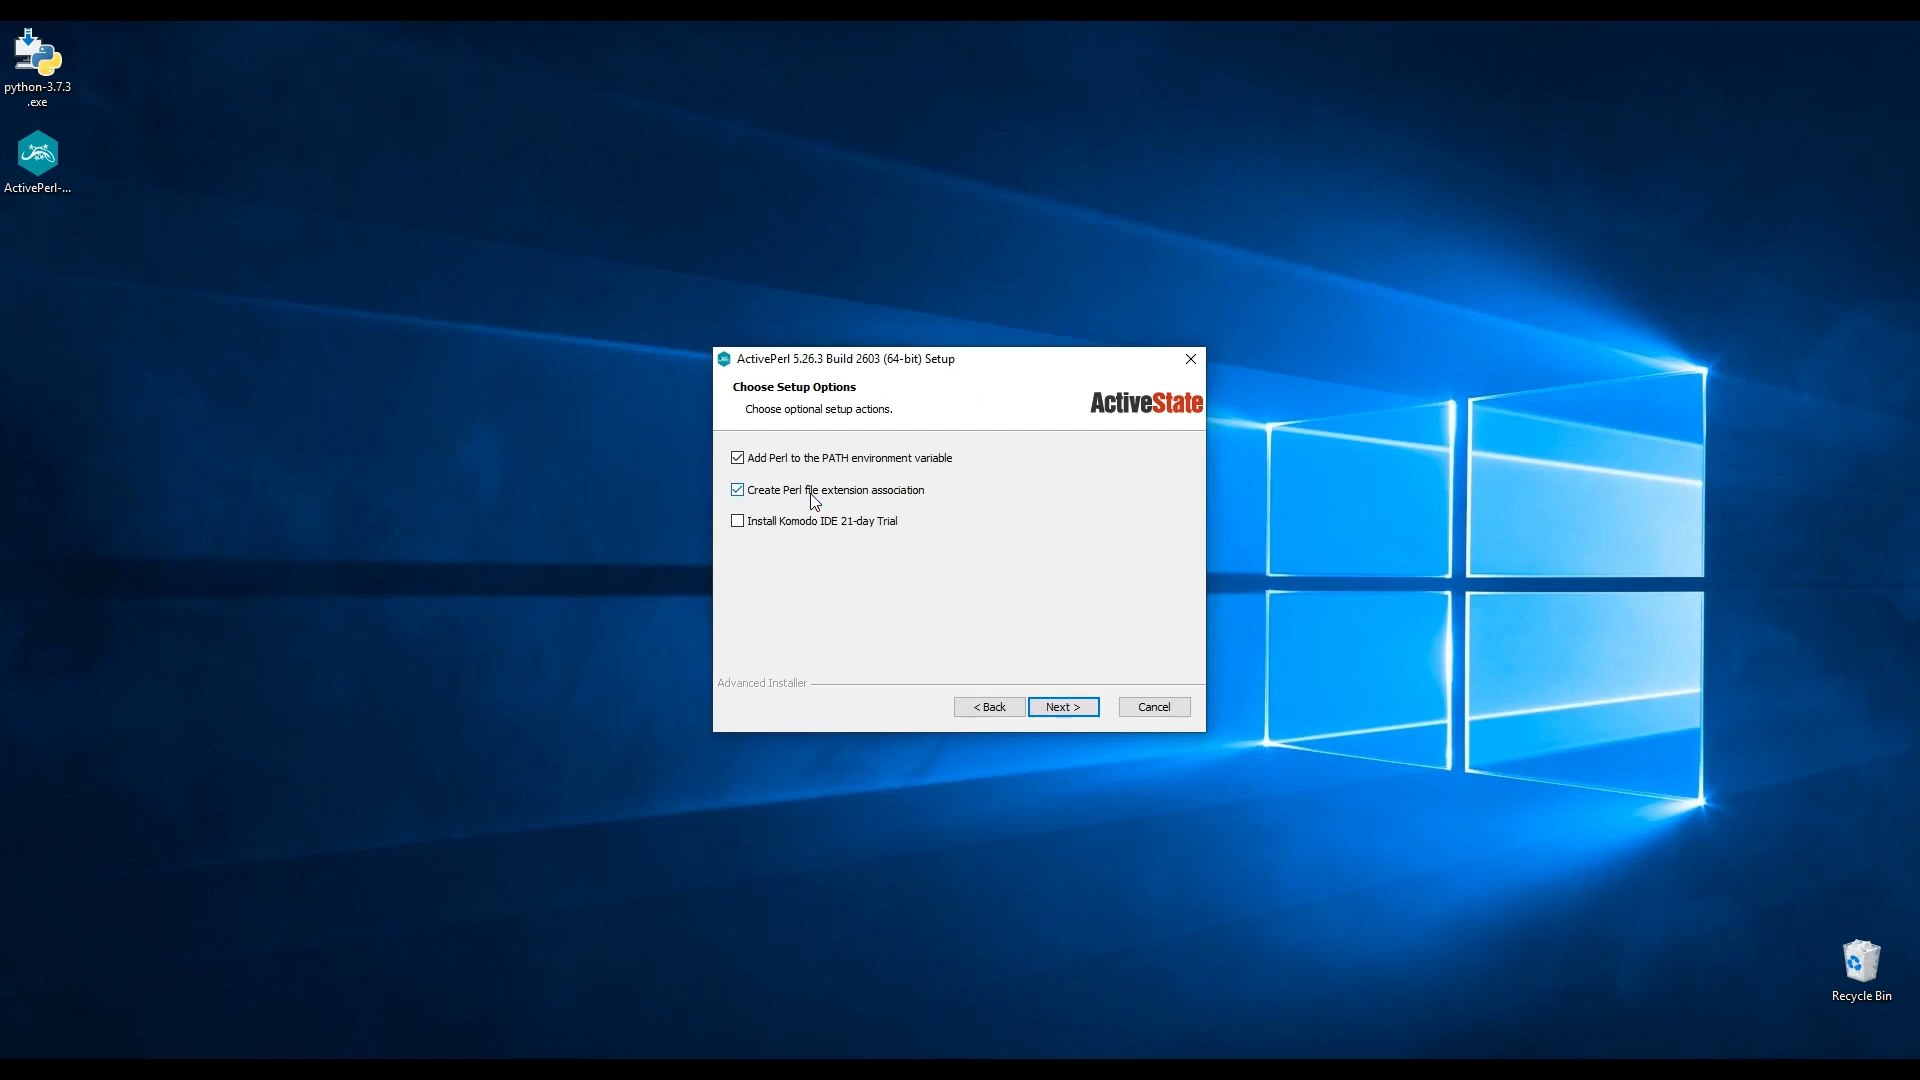 python-3.7.3
.exe
ActivePerl-...
ActivePerl 5.26.3 Build 2603 (64-bit) Setup
Choose Setup Options
Choose optional setup actions.
ActiveState
Add Perl to the PATH environment variable
Create Perl file extension association
Install Komodo IDE 21-day Trial
Advanced Installer
< Back
Next >
Cancel
Recycle Bin